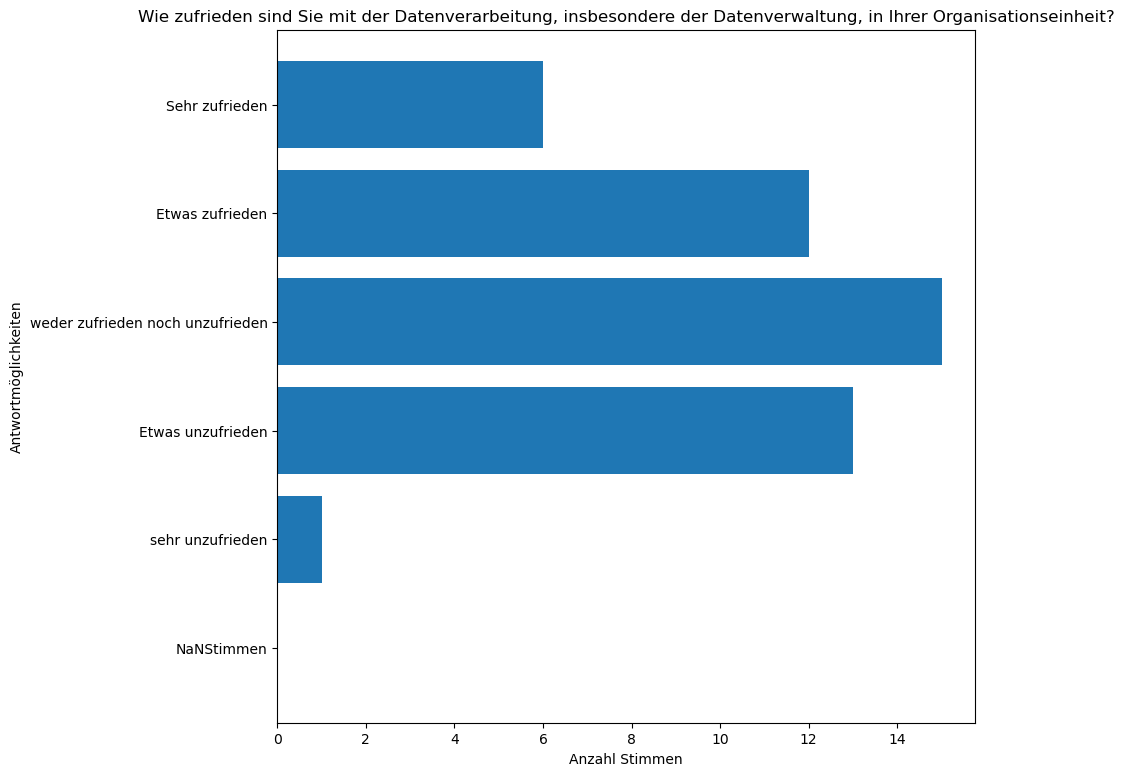 Wie zufrieden sind Sie mit der Datenverarbeitung, insbesondere der Datenverwaltung, in Ihrer Organisationseinheit?
Antwortmöglichkeiten
Sehr zufrieden
Etwas zufrieden
weder zufrieden noch unzufrieden
Etwas unzufrieden
sehr unzufrieden
NaNStimmen
0 2 4 6 8 10 12 14
Anzahl Stimmen